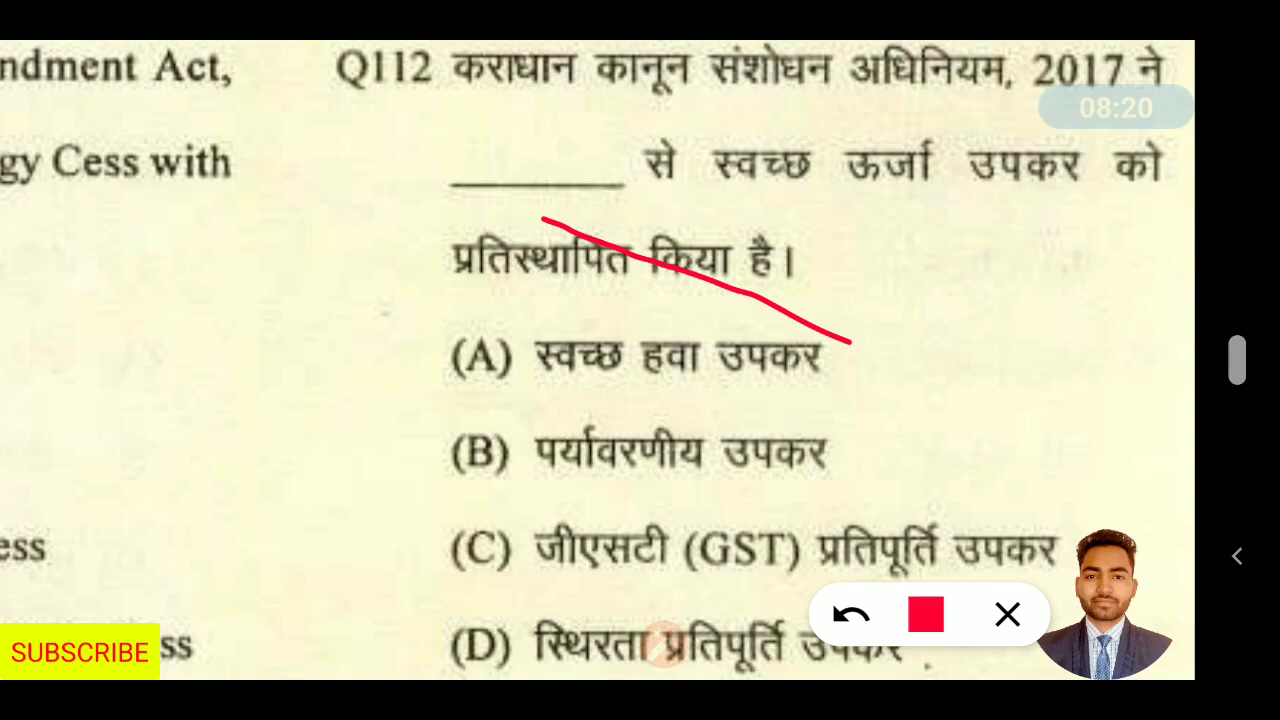 ndment Act,
gy Cess with
ess
ss
Q112 कराधान कानून संशोधन अधिनियम, 2017 ने
________ से स्वच्छ ऊर्जा उपकर को
प्रतिस्थापित किया है।
(A) स्वच्छ हवा उपकर
(B) पर्यावरणीय उपकर
(C) जीएसटी (GST) प्रतिपूर्ति उपकर
(D) स्थिरता प्रतिपूर्ति उपकर
08:20
SUBSCRIBE